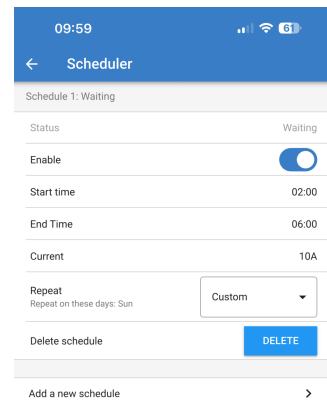 09:59
61
Scheduler
Schedule 1: Waiting
Status Waiting
Enable
Start time 02:00
End Time 06:00
Current 10A
Repeat
Repeat on these days: Sun
Custom
Delete schedule DELETE
Add a new schedule